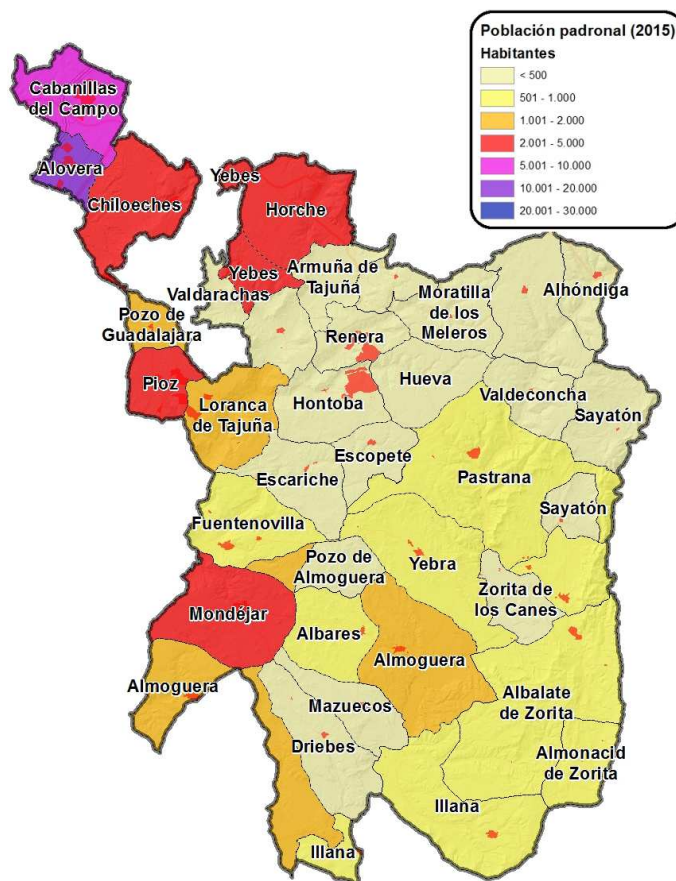 Población padronal (2015)
Habitantes
< 500
501 - 1.000
1.001 - 2.000
2.001 - 5.000
5.001 - 10.000
10.001 - 20.000
20.001 - 30.000
Cabanillas
del Campo
Alovera
Chiloeches
Yebes
Horche
Yebes
Armuña de
Tajuña
Valdarachas
Moratilla
de los
Meleros
Alhóndiga
Pozo de
Guadalajara
Renera
Pioz
Loranca
de Tajuña
Hontoba
Hueva
Valdeconcha
Sayatón
Escopete
Escariche
Pastrana
Sayatón
Fuentenovilla
Pozo de
Almoguera
Yebra
Zorita de
los Canes
Mondéjar
Albares
Almoguera
Almoguera
Albalate
de Zorita
Mazuecos
Driebes
Almonacid
de Zorita
Illana
Illana